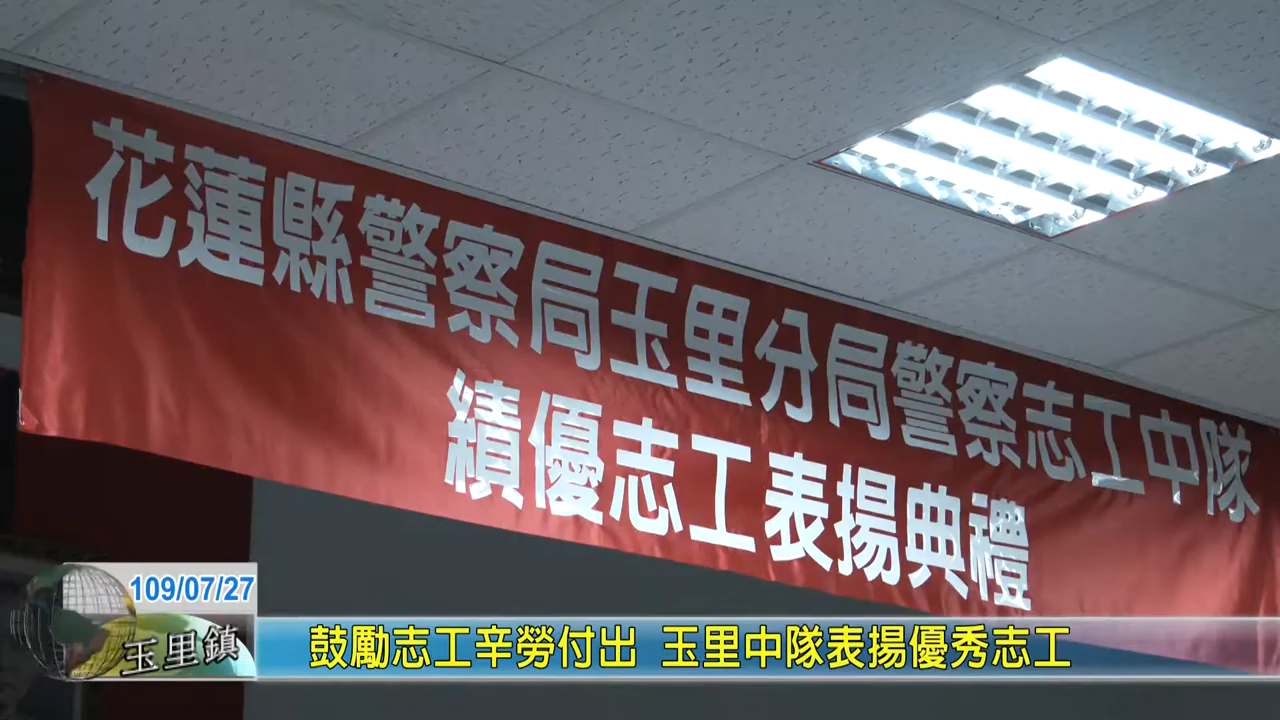 花蓮縣警察局玉里分局警察志工中隊
績優志工表揚典禮
109/07/27
玉里鎮
鼓勵志工辛勞付出 玉里中隊表揚優秀志工